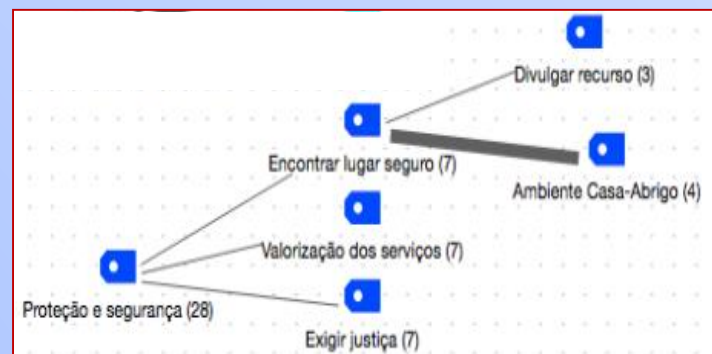 Divulgar recurso (3)
Encontrar lugar seguro (7)
Ambiente Casa-Abrigo (4)
Valorização dos serviços (7)
Proteção e segurança (28)
Exigir justiça (7)